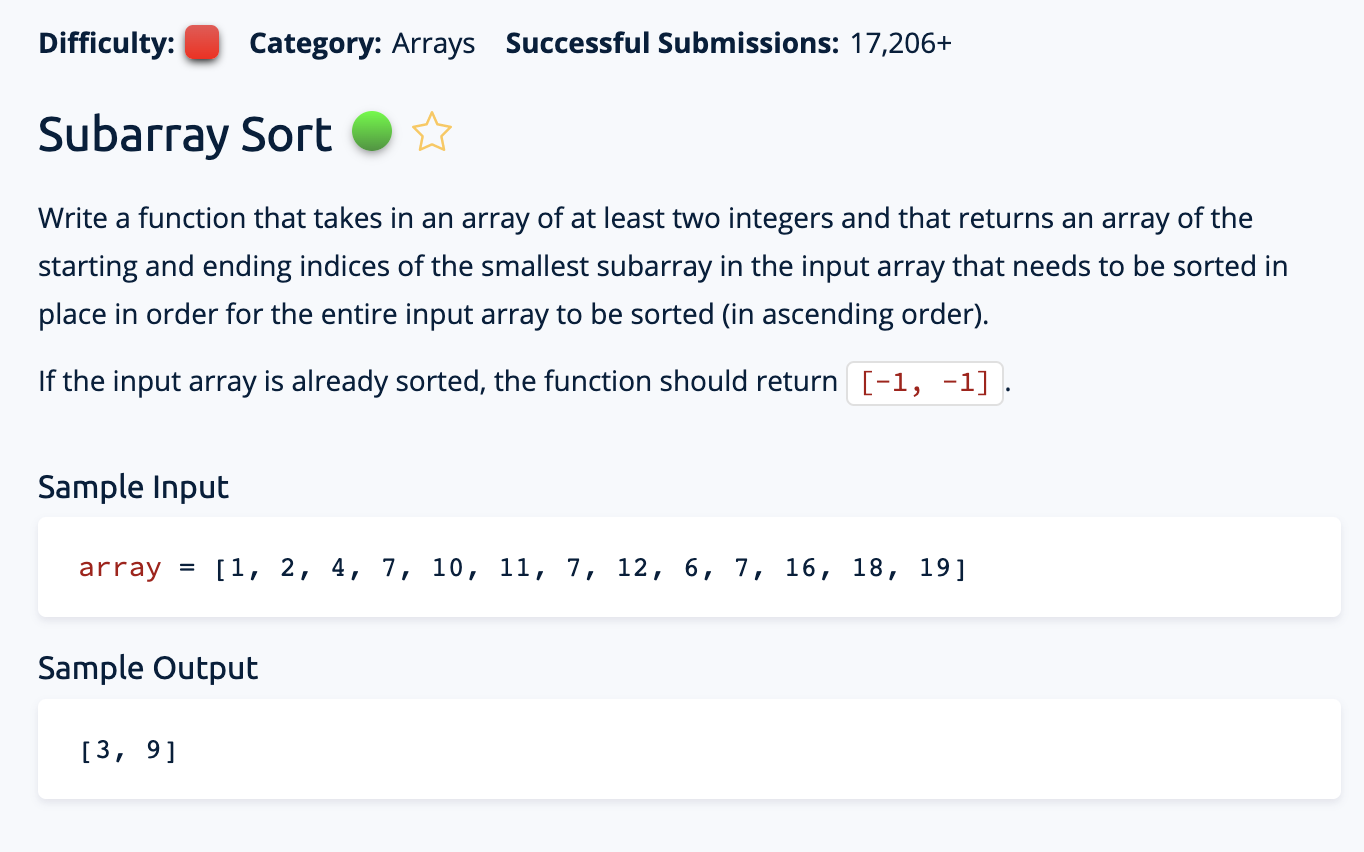 Difficulty: Category: Arrays Successful Submissions: 17,206+
Subarray Sort
Write a function that takes in an array of at least two integers and that returns an array of the
starting and ending indices of the smallest subarray in the input array that needs to be sorted in
place in order for the entire input array to be sorted (in ascending order).
If the input array is already sorted, the function should return [-1, -1] .
Sample Input
array = [1, 2, 4, 7, 10, 11, 7, 12, 6, 7, 16, 18, 19]
Sample Output
[3, 9]